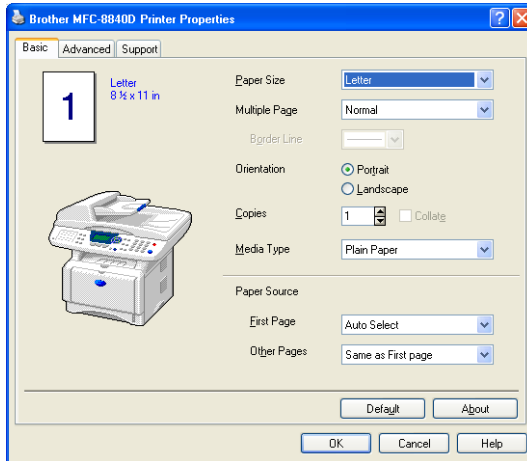 Brother MFC-8840D Printer Properties
Basic Advanced Support
1
Letter
8 ½ x 11 in
Paper Size Letter
Multiple Page Normal
Border Line
Orientation Portrait
Landscape
Copies 1 Collate
Media Type Plain Paper
Paper Source
First Page Auto Select
Other Pages Same as First page
Default About
OK Cancel Help